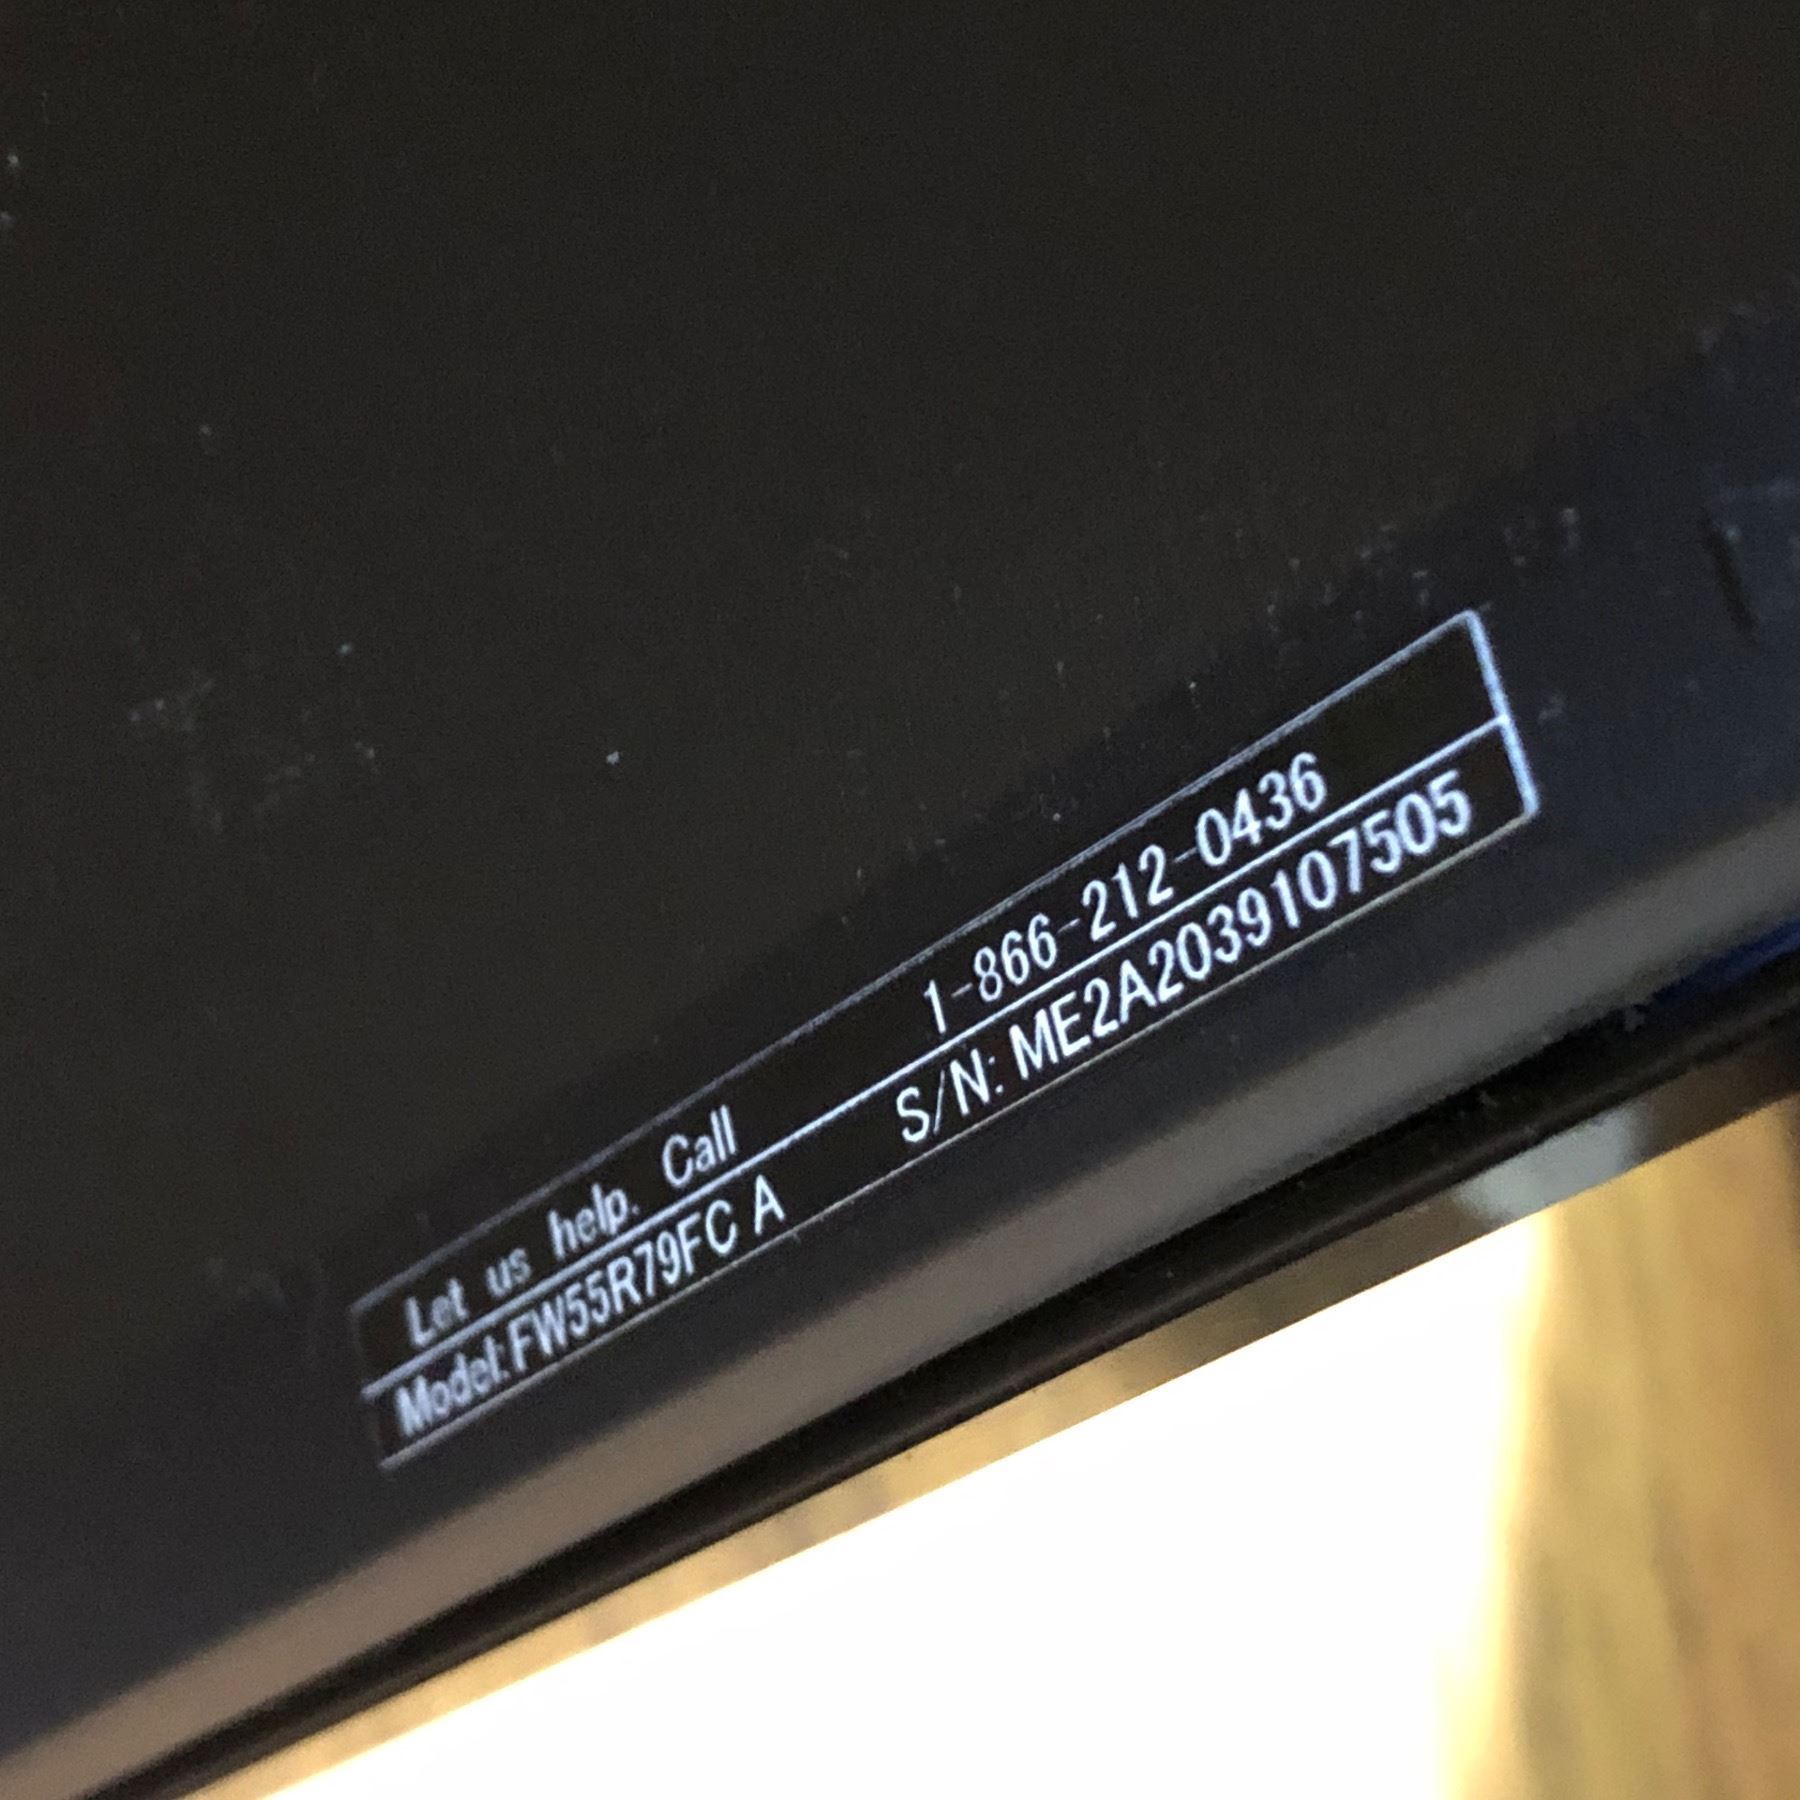 Let us help. Call 1-866-212-0436
Model:FW55R79FC A S/N: ME2A2039107505